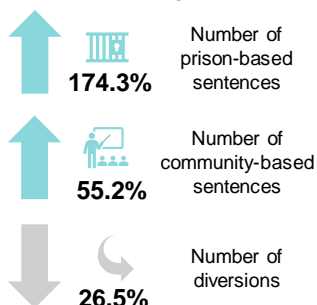 174.3%
Number of
prison-based
sentences
55.2%
Number of
community-based
sentences
26.5%
Number of
diversions